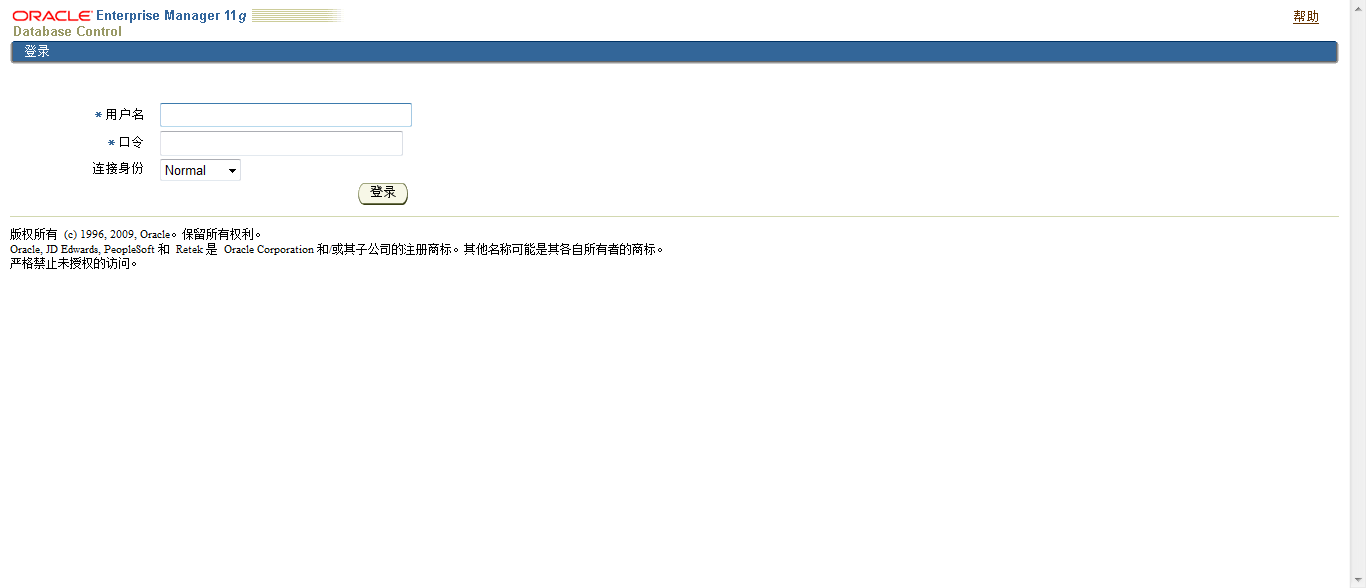 ORACLE Enterprise Manager 11g
帮助
Database Control
登录
* 用户名
* 口令
连接身份 Normal
登录
版权所有 (c) 1996, 2009, Oracle。保留所有权利。
Oracle, JD Edwards, PeopleSoft 和 Retek 是 Oracle Corporation 和/或其子公司的注册商标。其他名称可能是其各自所有者的商标。
严格禁止未授权的访问。